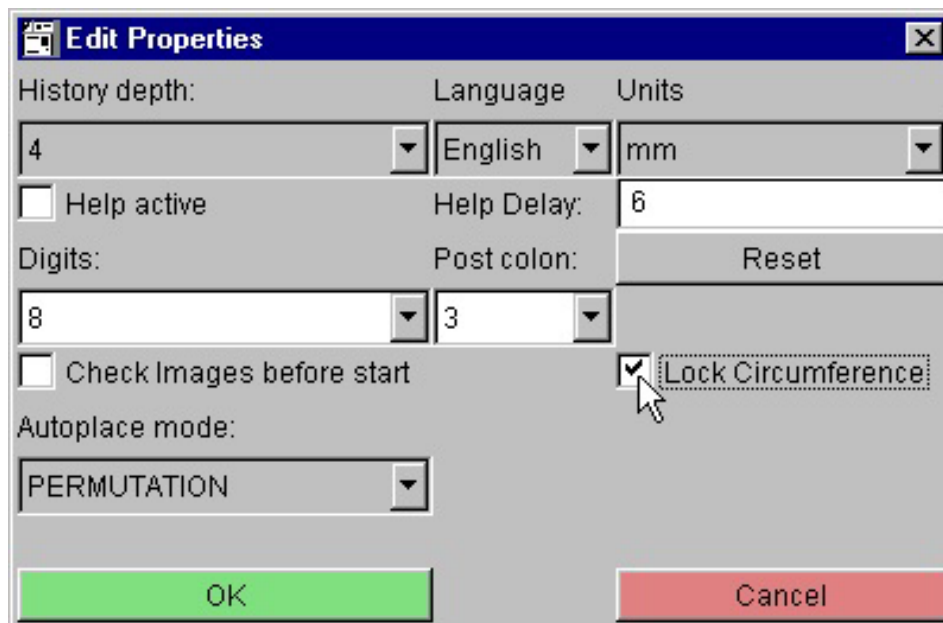 Edit Properties
History depth: Language Units
4 English mm
Help active Help Delay: 6
Digits: Post colon: Reset
8 3
Check Images before start Lock Circumference
Autoplace mode:
PERMUTATION
OK Cancel